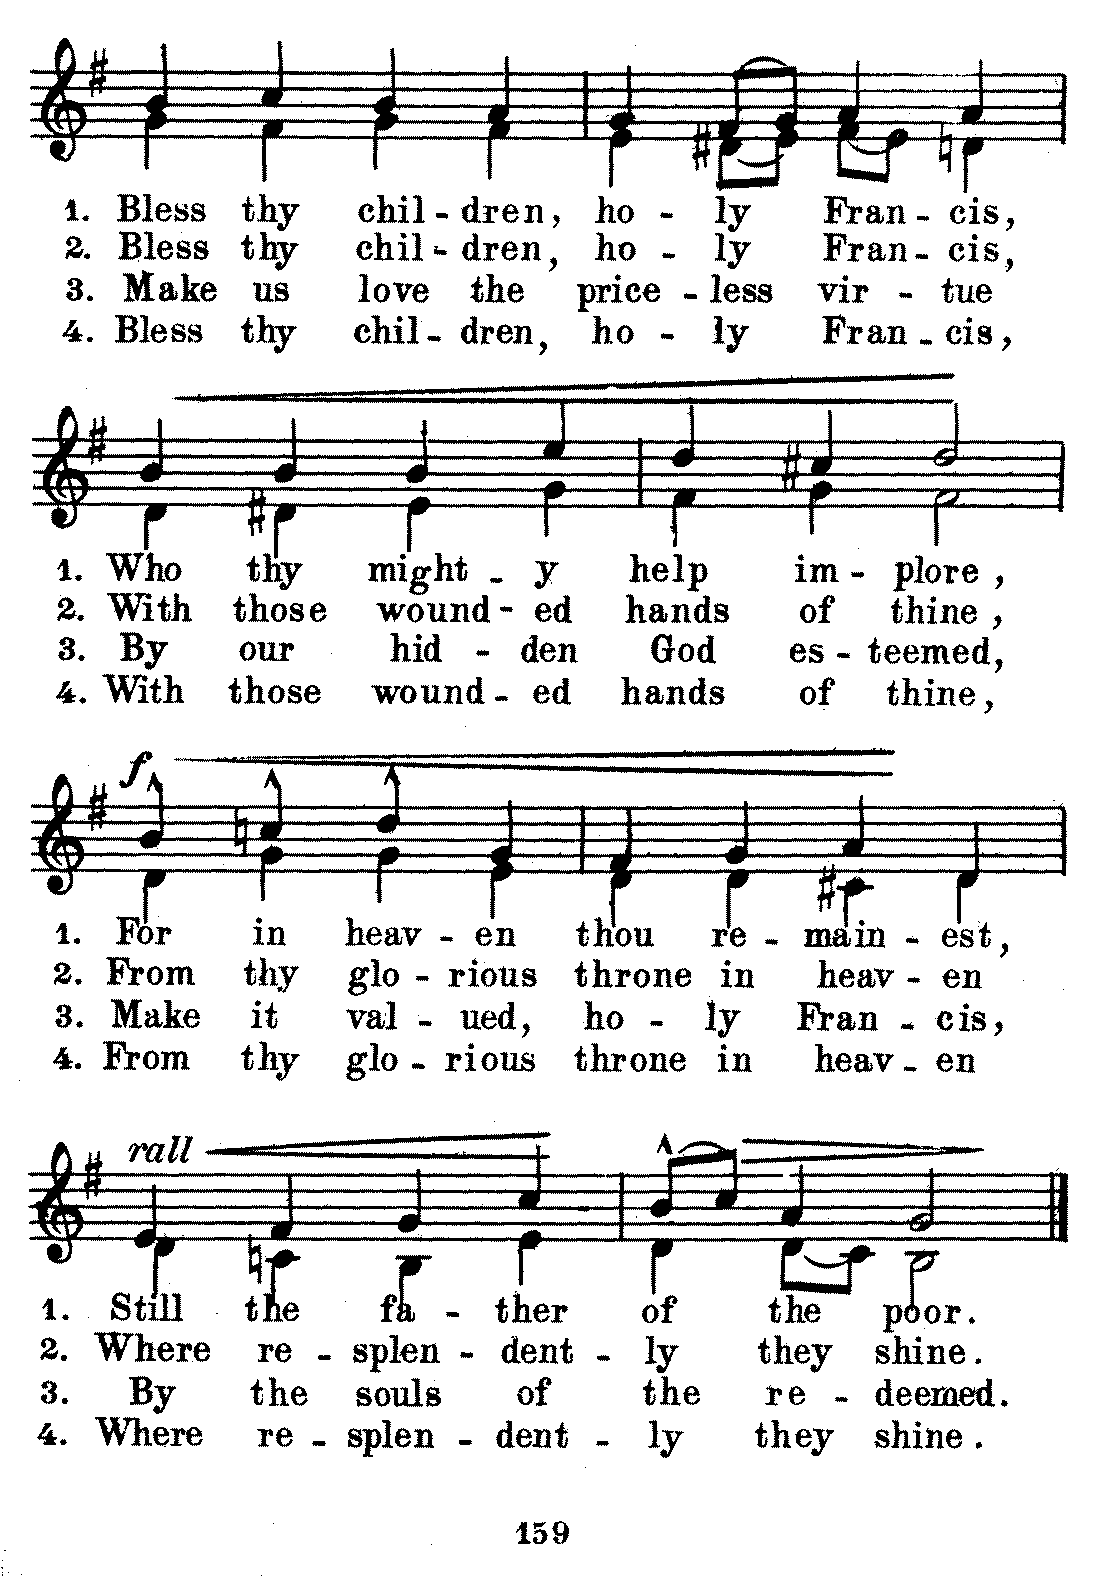 1. Bless thy chil - dren, ho - ly Fran - cis,
2. Bless thy chil - dren, ho - ly Fran - cis,
3. Make us love the price - less vir - tue
4. Bless thy chil - dren, ho - ly Fran - cis,
1. Who thy might - y help im - plore,
2. With those wound - ed hands of thine,
3. By our hid - den God es - teemed,
4. With those wound - ed hands of thine,
f
1. For in heav - en thou re - main - est,
2. From thy glo - rious throne in heav - en
3. Make it val - ued, ho - ly Fran - cis,
4. From thy glo - rious throne in heav - en
rall
1. Still the fa - ther of the poor.
2. Where re - splen - dent - ly they shine.
3. By the souls of the re - deemed.
4. Where re - splen - dent - ly they shine.
159